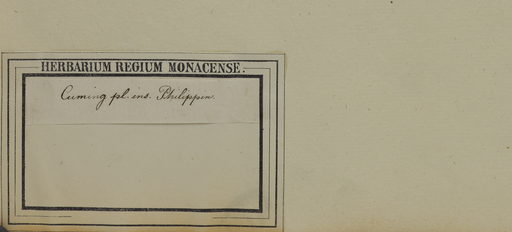 HERBARIUM REGIUM MONACENSE.
Cuming pl. ins. Philippin.